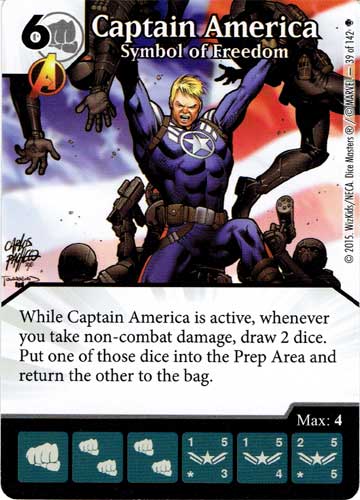 6
Captain America
Symbol of Freedom
39 of 142
© 2015. WizKids/NECA. Dice Masters ® / © MARVEL —
CARLOS
PACHECO
While Captain America is active, whenever
you take non-combat damage, draw 2 dice.
Put one of those dice into the Prep Area and
return the other to the bag.
Max: 4
1 5 1 5 2 5
* 3 * 4 * 5